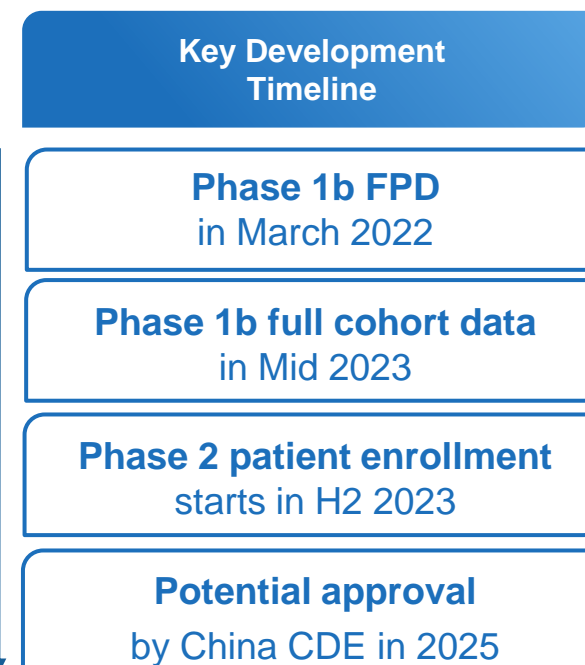 Key Development
Timeline
Phase 1b FPD
in March 2022
Phase 1b full cohort data
in Mid 2023
Phase 2 patient enrollment
starts in H2 2023
Potential approval
by China CDE in 2025